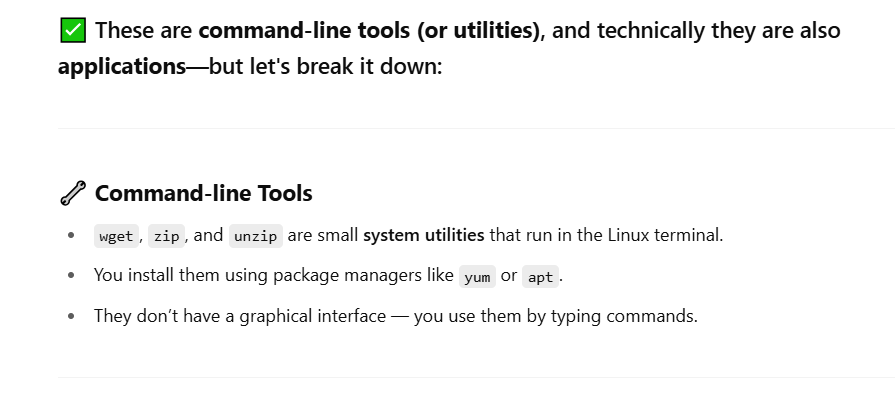 ✅ These are command-line tools (or utilities), and technically they are also
applications—but let's break it down:
🔧 Command-line Tools
• wget, zip, and unzip are small system utilities that run in the Linux terminal.
• You install them using package managers like yum or apt.
• They don’t have a graphical interface — you use them by typing commands.